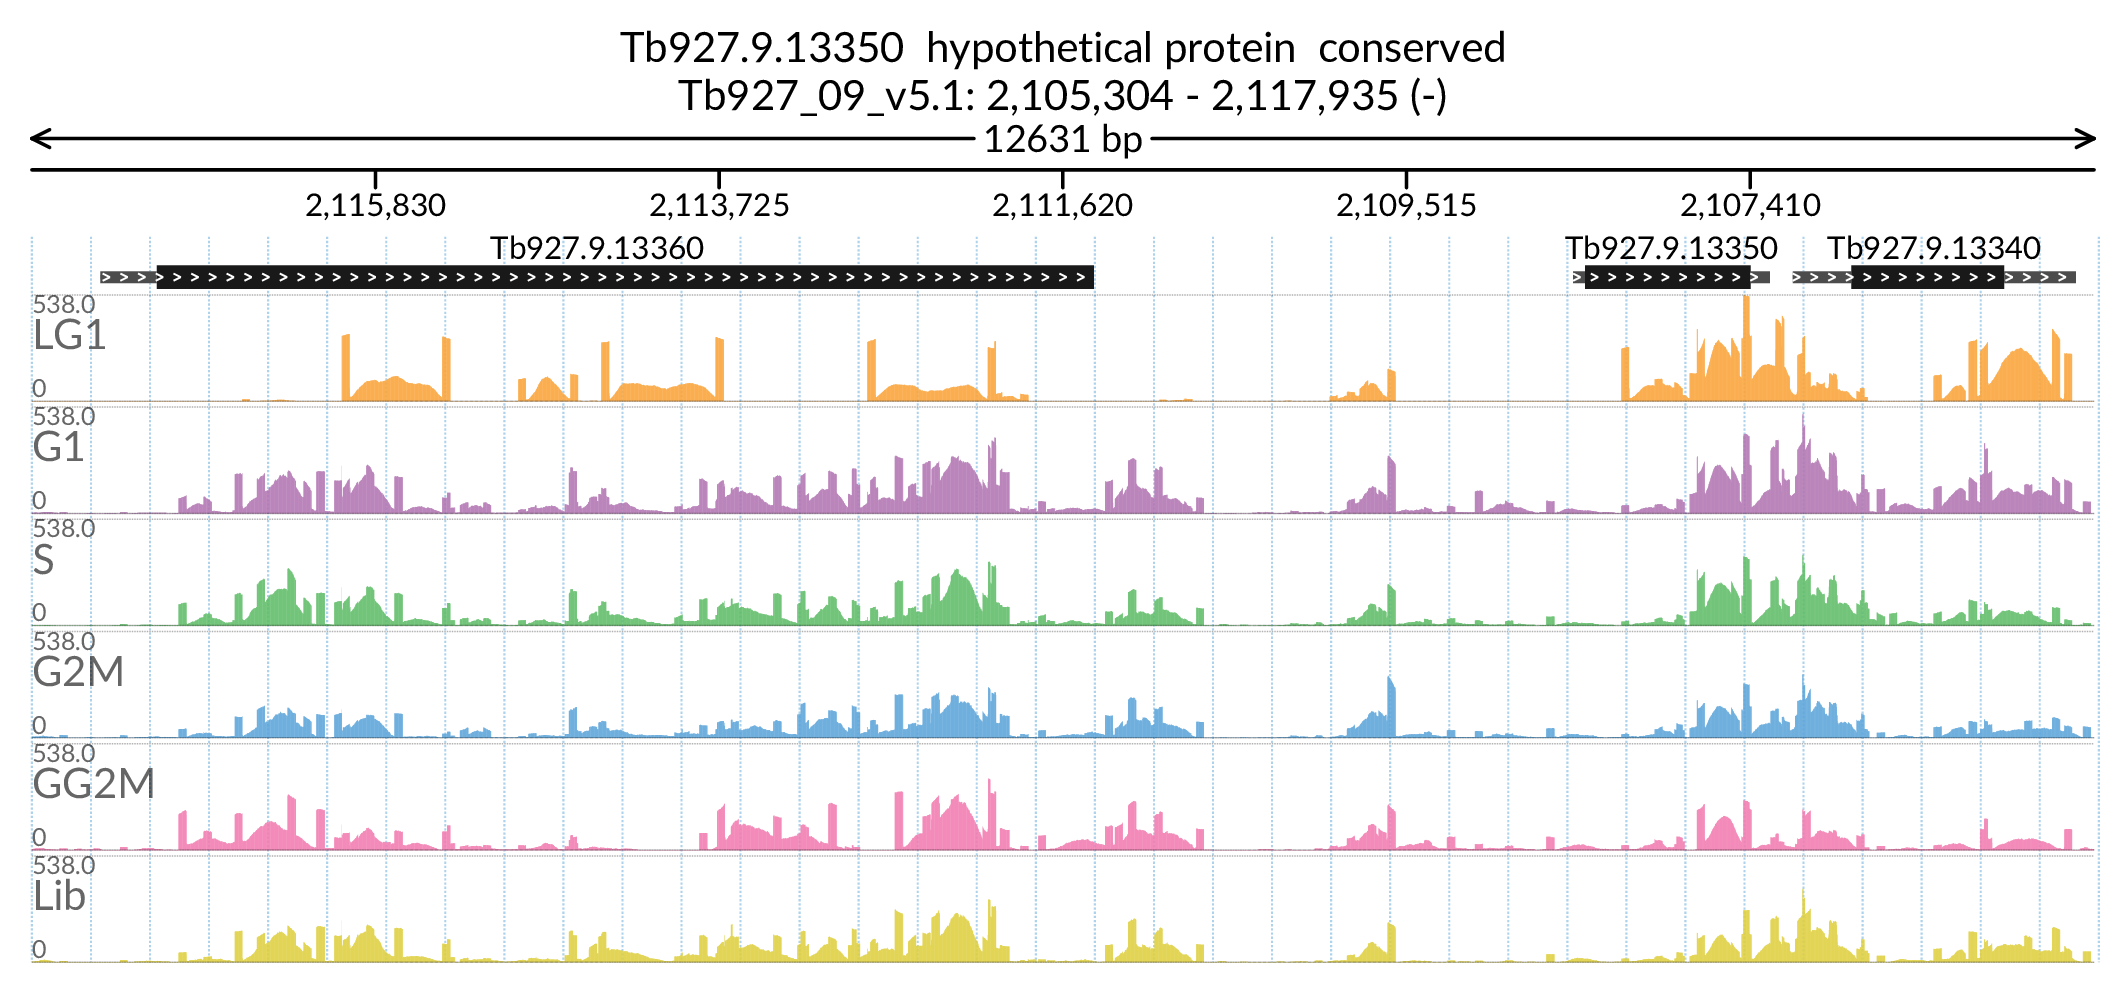 Tb927.9.13350 hypothetical protein conserved
Tb927_09_v5.1: 2,105,304 - 2,117,935 (-)
12631 bp
2,115,830 2,113,725 2,111,620 2,109,515 2,107,410
Tb927.9.13360 Tb927.9.13350 Tb927.9.13340
538.0
LG1
0
538.0
G1
0
538.0
S
0
538.0
G2M
0
538.0
GG2M
0
538.0
Lib
0